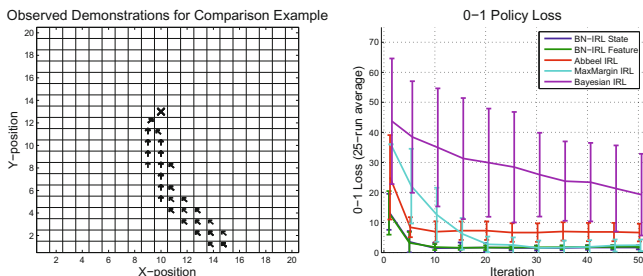 Observed Demonstrations for Comparison Example
20
18
16
14
12
10
8
6
4
2
Y-position
2 4 6 8 10 12 14 16 18 20
X-position
0-1 Policy Loss
BN-IRL State
BN-IRL Feature
Abbeel IRL
MaxMargin IRL
Bayesian IRL
70
60
50
40
30
20
10
0
0-1 Loss (25-run average)
0 10 20 30 40 50
Iteration